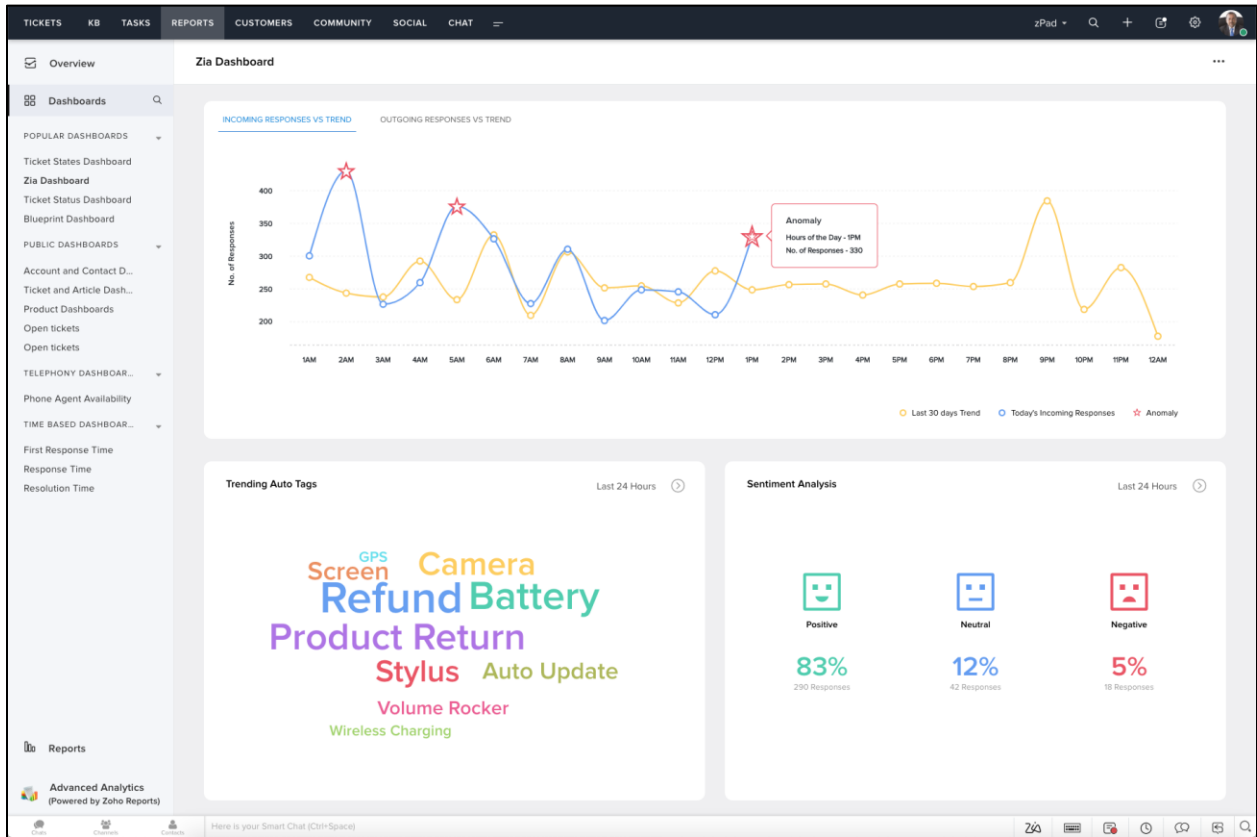 TICKETS KB TASKS REPORTS CUSTOMERS COMMUNITY SOCIAL CHAT zPad
Overview
Dashboards
POPULAR DASHBOARDS
Ticket States Dashboard
Zia Dashboard
Ticket Status Dashboard
Blueprint Dashboard
PUBLIC DASHBOARDS
Account and Contact D...
Ticket and Article Dash...
Product Dashboards
Open tickets
Open tickets
TELEPHONY DASHBOAR...
Phone Agent Availability
TIME BASED DASHBOAR...
First Response Time
Response Time
Resolution Time
Reports
Advanced Analytics
(Powered by Zoho Reports)
Zia Dashboard
INCOMING RESPONSES VS TREND OUTGOING RESPONSES VS TREND
No. of Responses
400
350
300
250
200
Anomaly
Hours of the Day - 1PM
No. of Responses - 330
1AM 2AM 3AM 4AM 5AM 6AM 7AM 8AM 9AM 10AM 11AM 12PM 1PM 2PM 3PM 4PM 5PM 6PM 7PM 8PM 9PM 10PM 11PM 12AM
Last 30 days Trend Today's Incoming Responses Anomaly
Trending Auto Tags Last 24 Hours
GPS
Screen Camera
Refund Battery
Product Return
Stylus Auto Update
Volume Rocker
Wireless Charging
Sentiment Analysis Last 24 Hours
Positive Neutral Negative
83% 12% 5%
290 Responses 42 Responses 18 Responses
Chats Channels Contacts Here is your Smart Chat (Ctrl+Space)